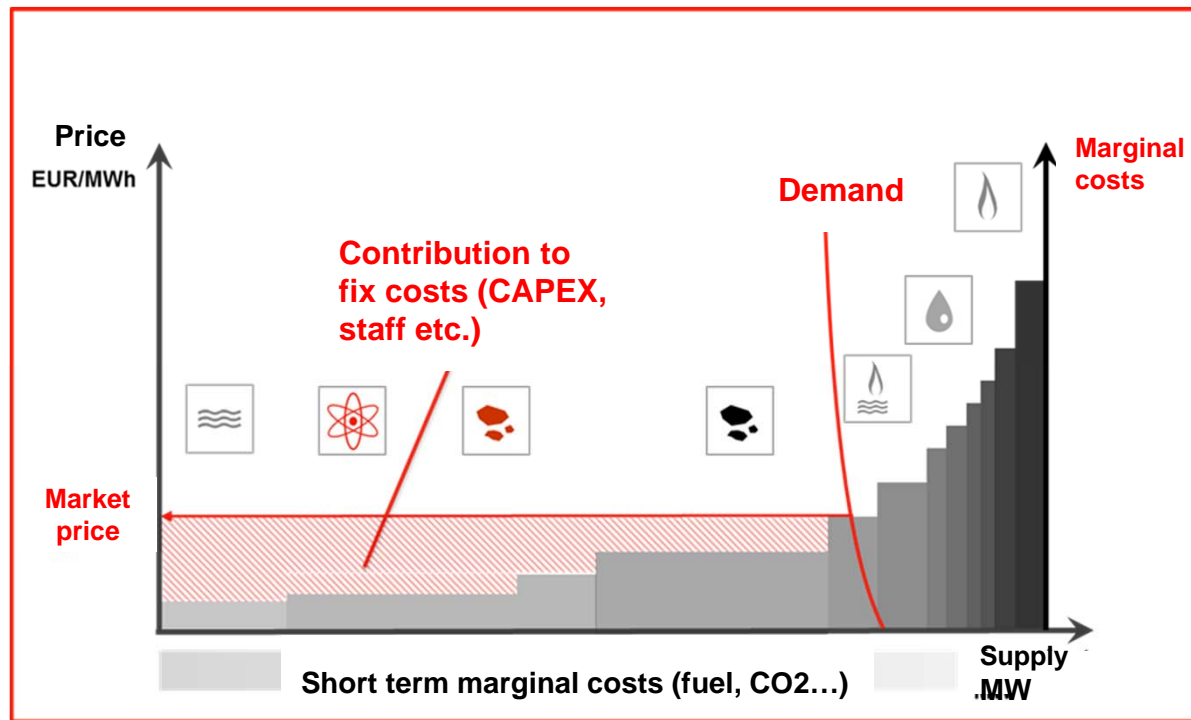 Price
EUR/MWh
Marginal
costs
Demand
Contribution to
fix costs (CAPEX,
staff etc.)
Market
price
Short term marginal costs (fuel, CO2…)
Supply
MW